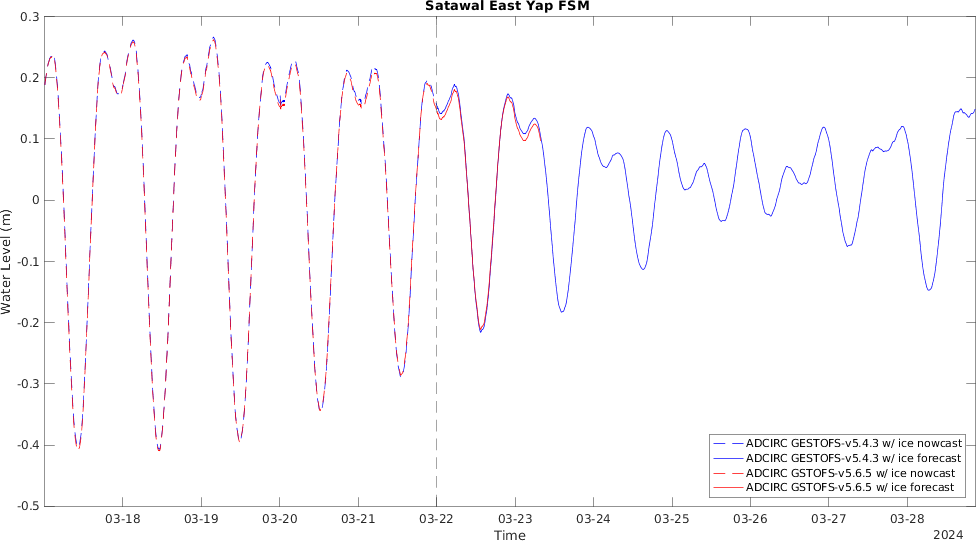 Satawal East Yap FSM
Water Level (m)
0.3
0.2
0.1
0
-0.1
-0.2
-0.3
-0.4
-0.5
ADCIRC GESTOFS-v5.4.3 w/ ice nowcast
ADCIRC GESTOFS-v5.4.3 w/ ice forecast
ADCIRC GSTOFS-v5.6.5 w/ ice nowcast
ADCIRC GSTOFS-v5.6.5 w/ ice forecast
03-18 03-19 03-20 03-21 03-22 03-23 03-24 03-25 03-26 03-27 03-28
Time
2024